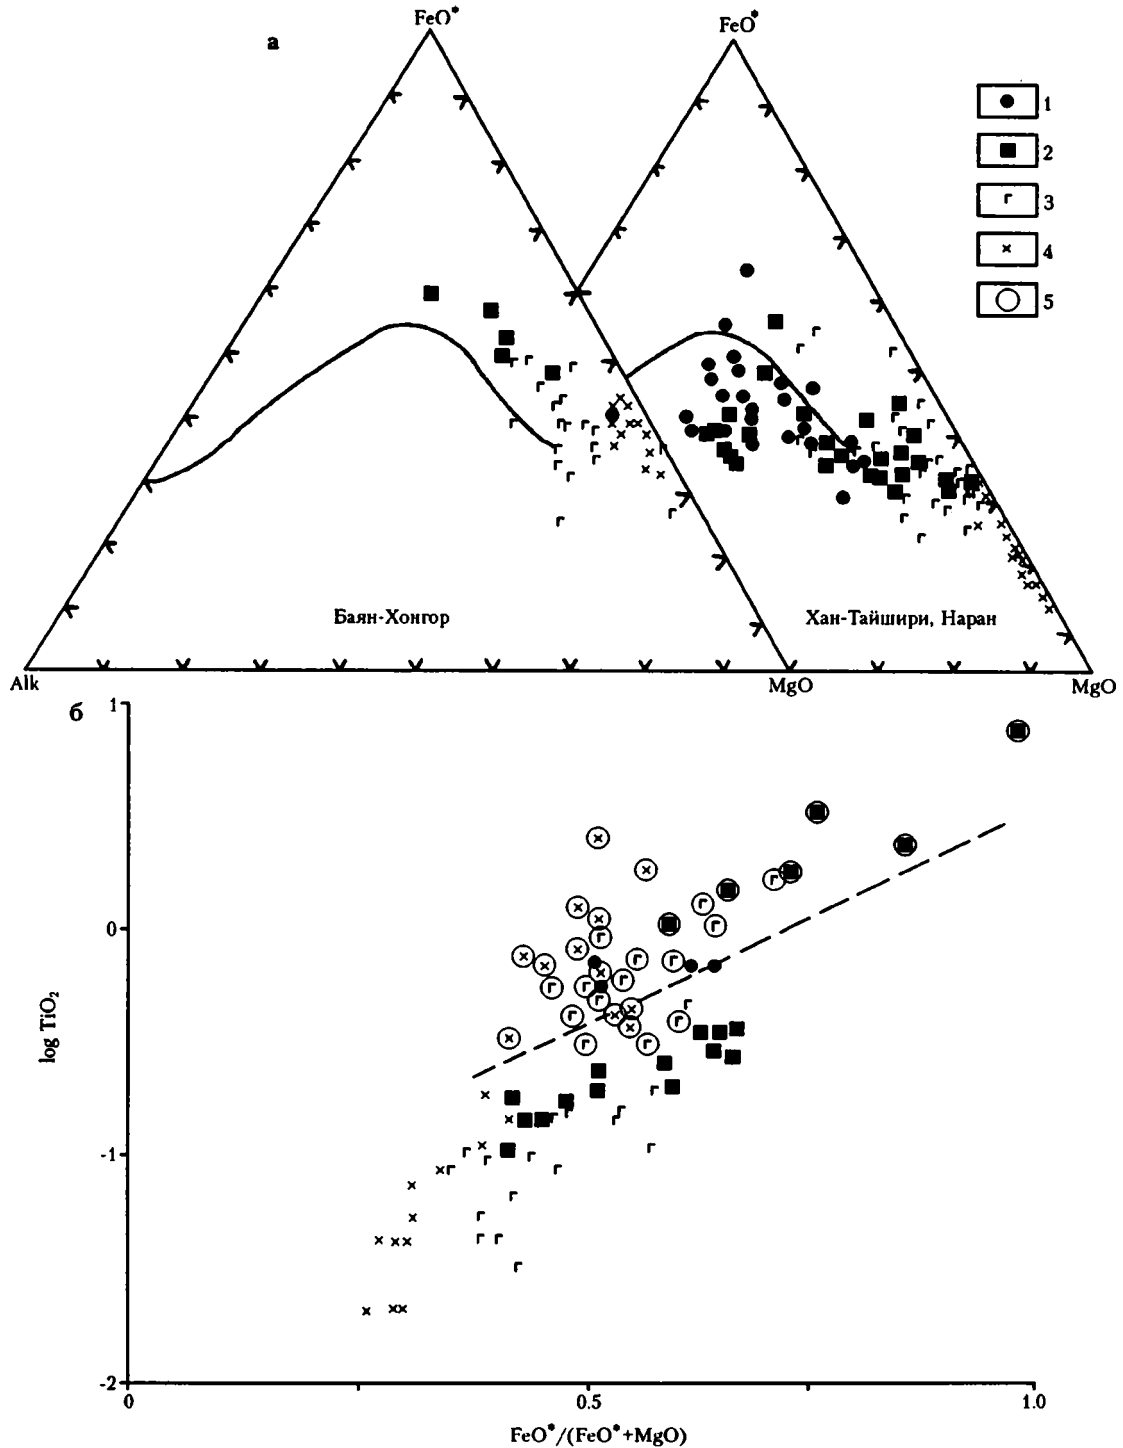 а
FeO*
FeO*
1
2
3
4
5
Баян-Хонгор
Хан-Тайшири, Наран
Alk
MgO
MgO
б
1
0
-1
-2
log TiO₂
0
0.5
1.0
FeO*/(FeO*+MgO)